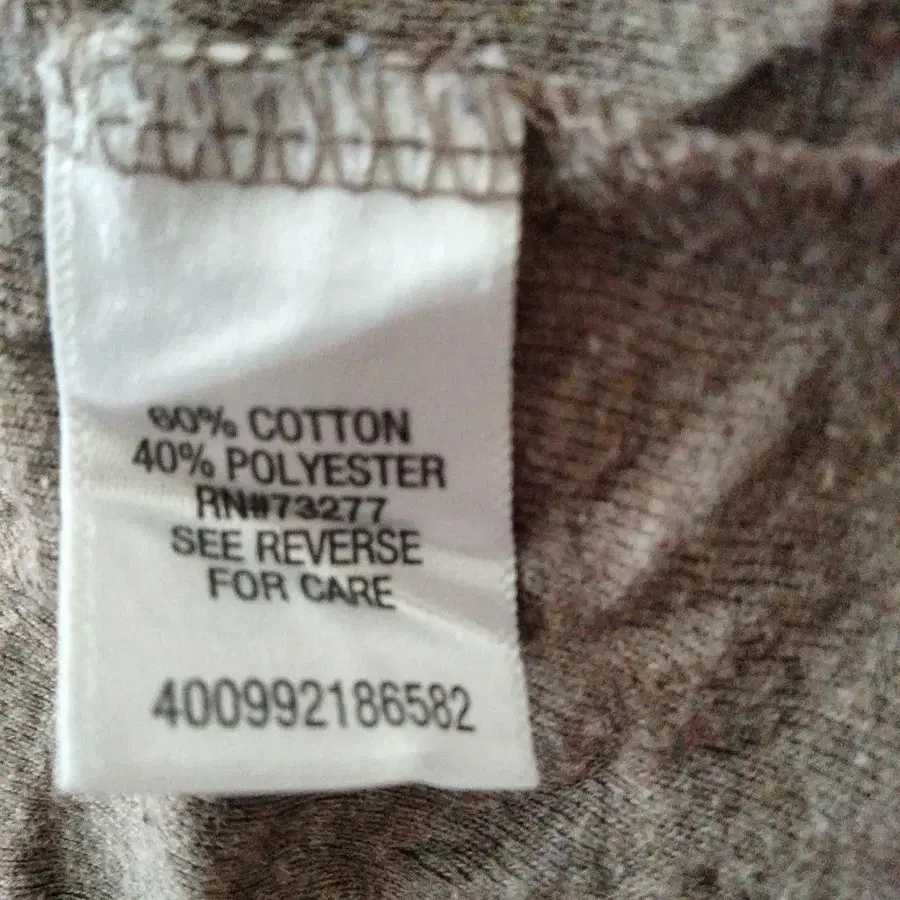 60% COTTON
40% POLYESTER
RN#73277
SEE REVERSE
FOR CARE
400992186582